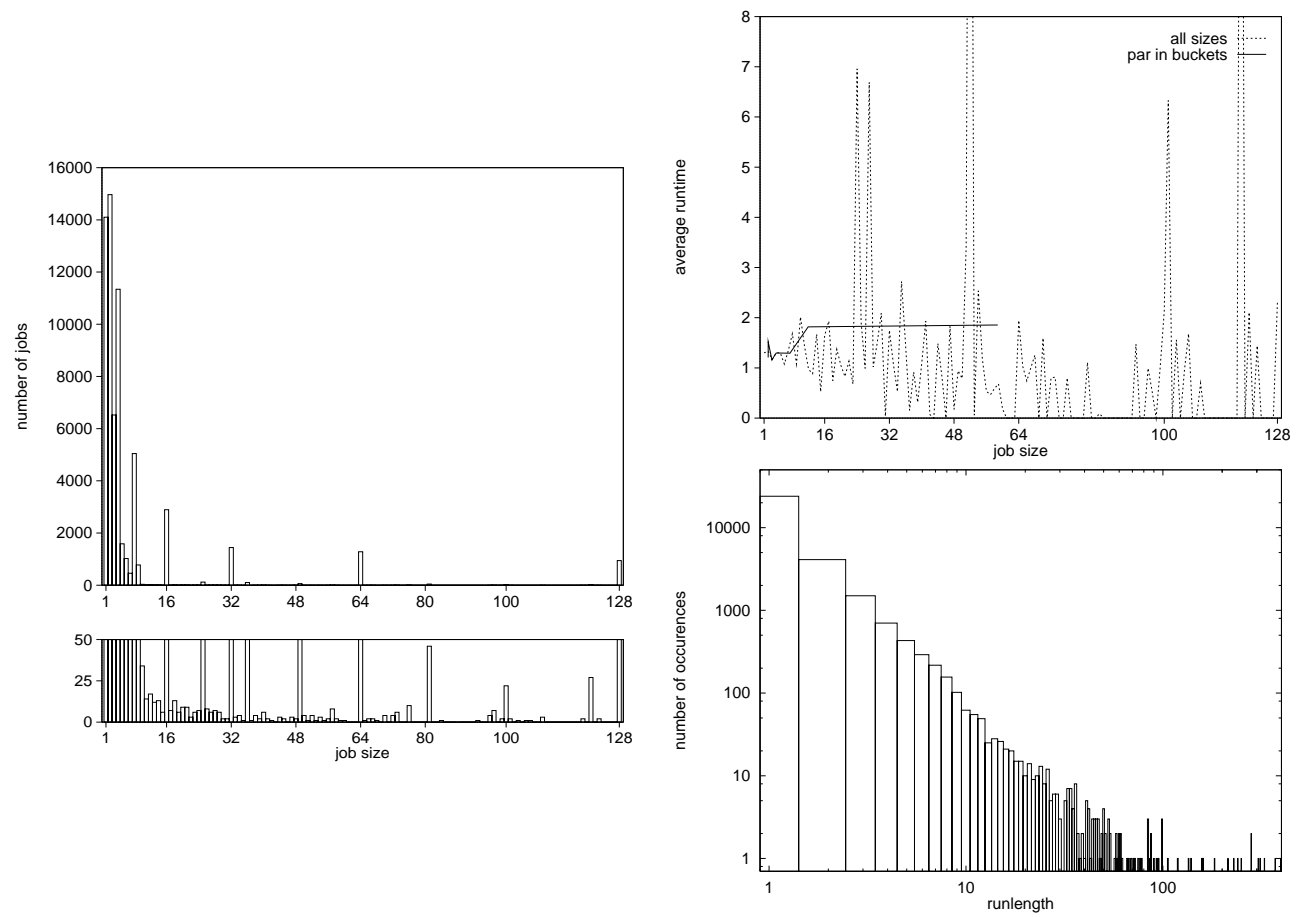 number of jobs
16000
14000
12000
10000
8000
6000
4000
2000
0
1 16 32 48 64 80 100 128
50
25
0
1 16 32 48 64 80 100 128
job size
average runtime
8
7
6
5
4
3
2
1
0
all sizes
par in buckets
1 16 32 48 64 100 128
job size
number of occurences
10000
1000
100
10
1
1 10 100
runlength